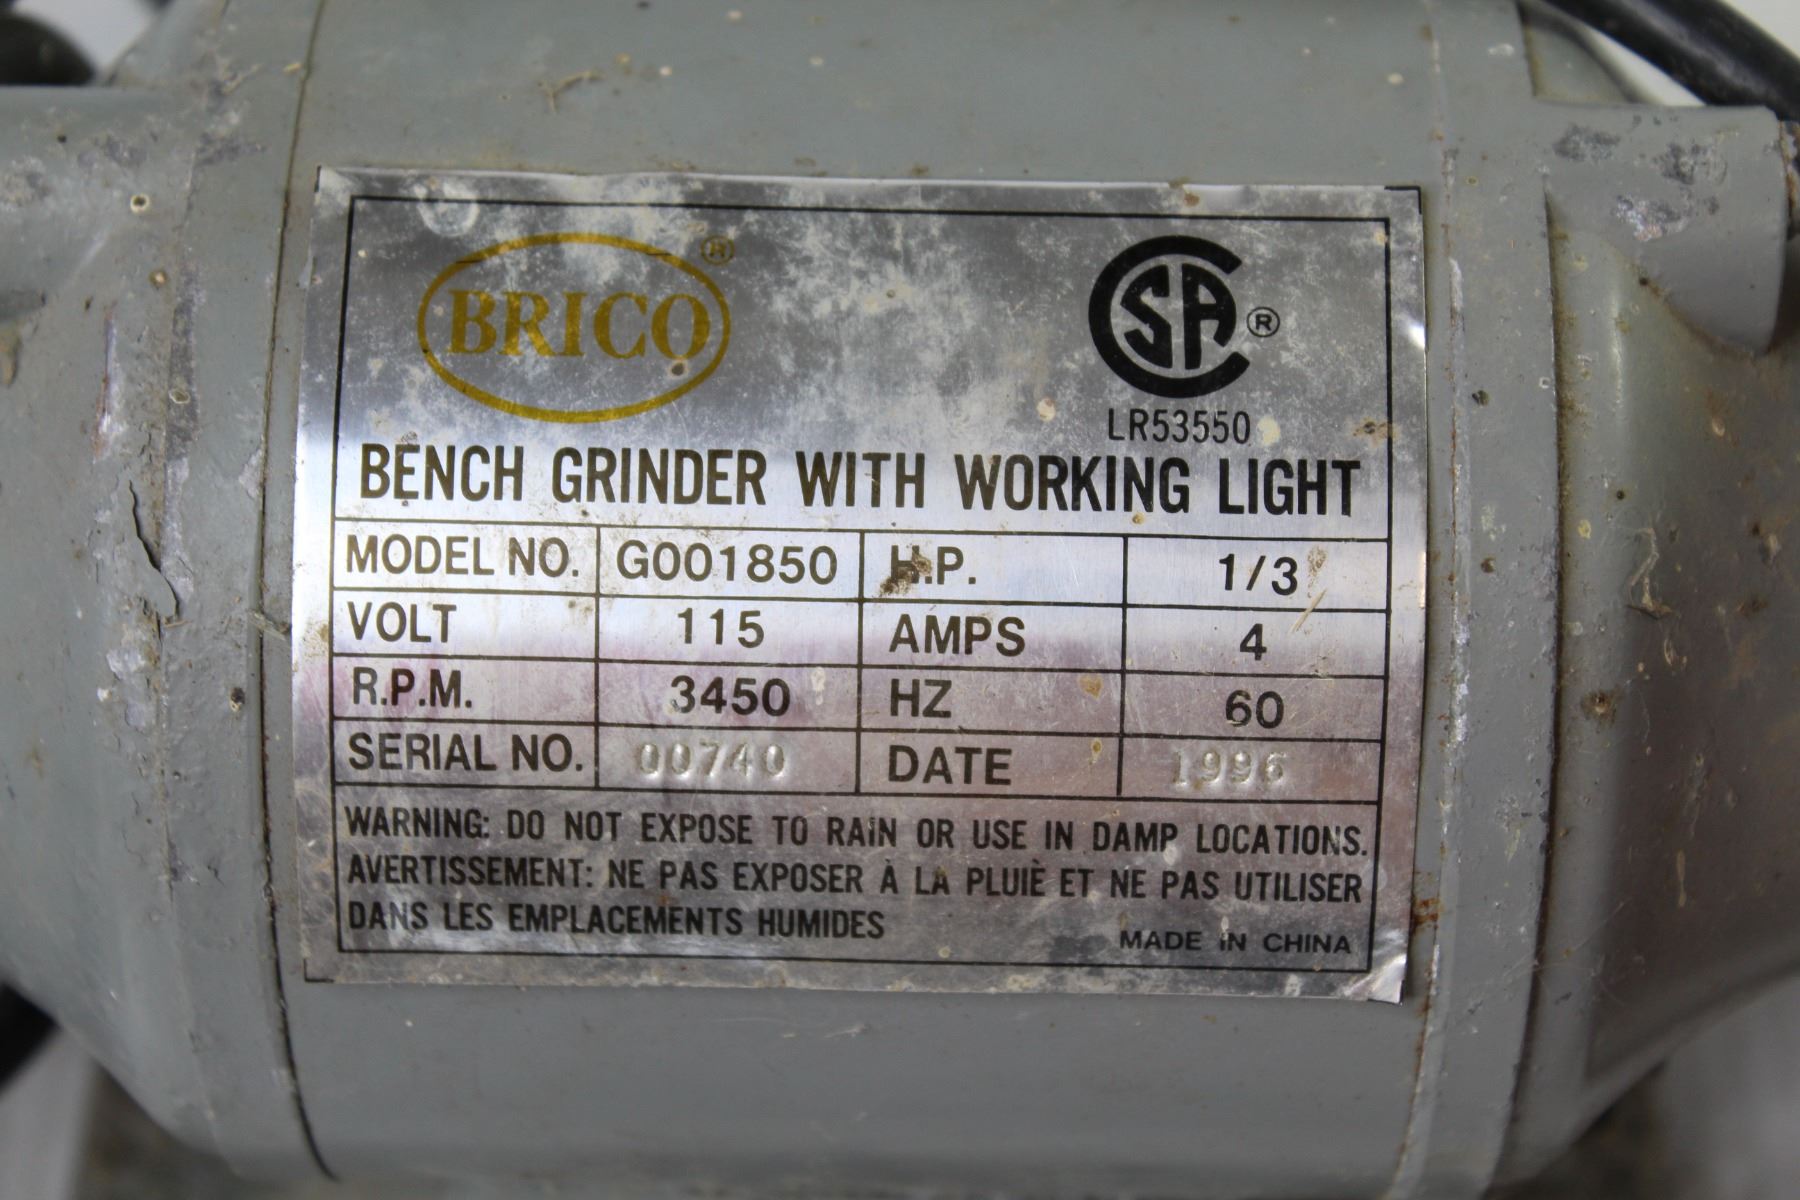 BRICO®
CSA®
LR53550
BENCH GRINDER WITH WORKING LIGHT
MODEL NO. G001850 H.P. 1/3
VOLT 115 AMPS 4
R.P.M. 3450 HZ 60
SERIAL NO. 00740 DATE 1996
WARNING: DO NOT EXPOSE TO RAIN OR USE IN DAMP LOCATIONS.
AVERTISSEMENT: NE PAS EXPOSER À LA PLUIÈ ET NE PAS UTILISER
DANS LES EMPLACEMENTS HUMIDES
MADE IN CHINA